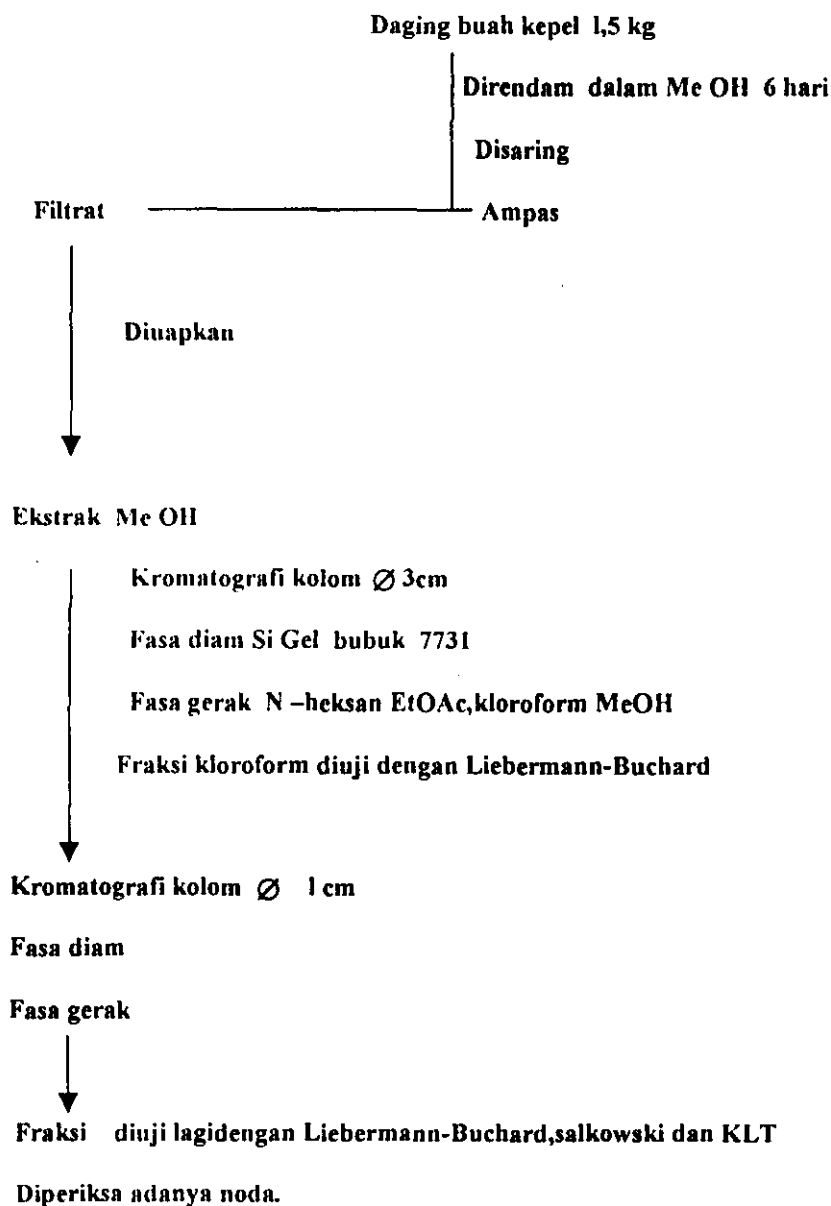 Daging buah kepel 1,5 kg
Direndam dalam Me OH 6 hari
Disaring
Filtrat Ampas
Diuapkan
Ekstrak Me OH
Kromatografi kolom Ø 3cm
Fasa diam Si Gel bubuk 7731
Fasa gerak N –heksan EtOAc,kloroform MeOH
Fraksi kloroform diuji dengan Liebermann-Buchard
Kromatografi kolom Ø 1 cm
Fasa diam
Fasa gerak
Fraksi diuji lagidengan Liebermann-Buchard,salkowski dan KLT
Diperiksa adanya noda.